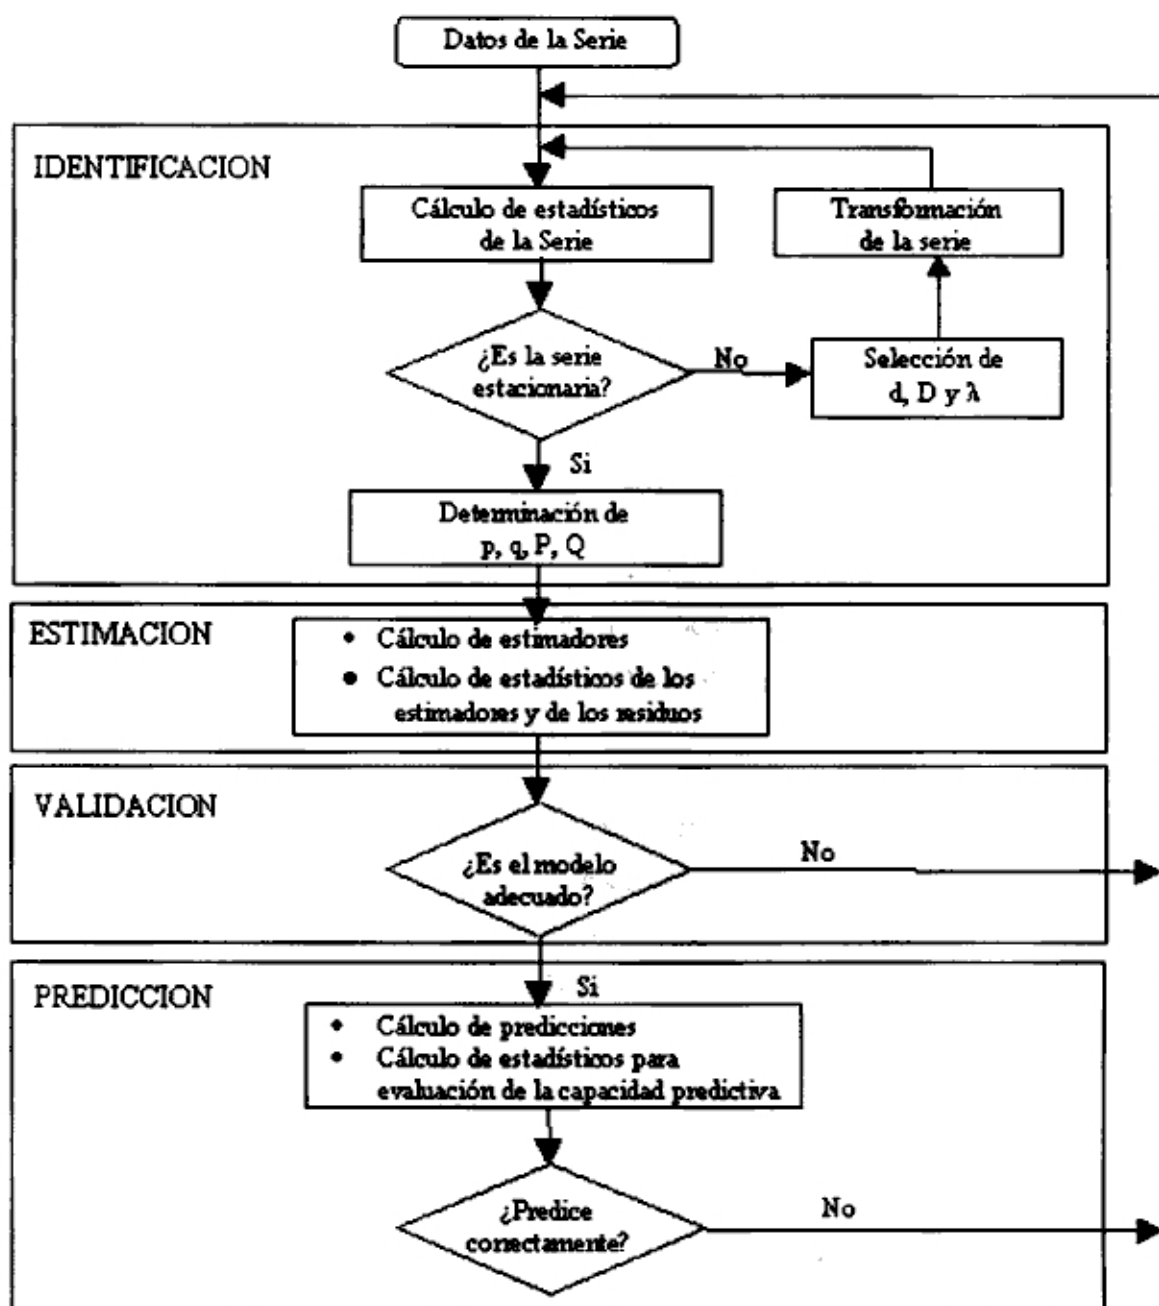 Datos de la Serie
IDENTIFICACION
Cálculo de estadísticos
de la Serie
Transformación
de la serie
¿Es la serie
estacionaria?
No
Selección de
d, D y λ
Si
Determinación de
p, q, P, Q
ESTIMACION
• Cálculo de estimadores
• Cálculo de estadísticos de los
estimadores y de los residuos
VALIDACION
¿Es el modelo
adecuado?
No
Si
PREDICCION
• Cálculo de predicciones
• Cálculo de estadísticos para
evaluación de la capacidad predictiva
¿Predice
correctamente?
No